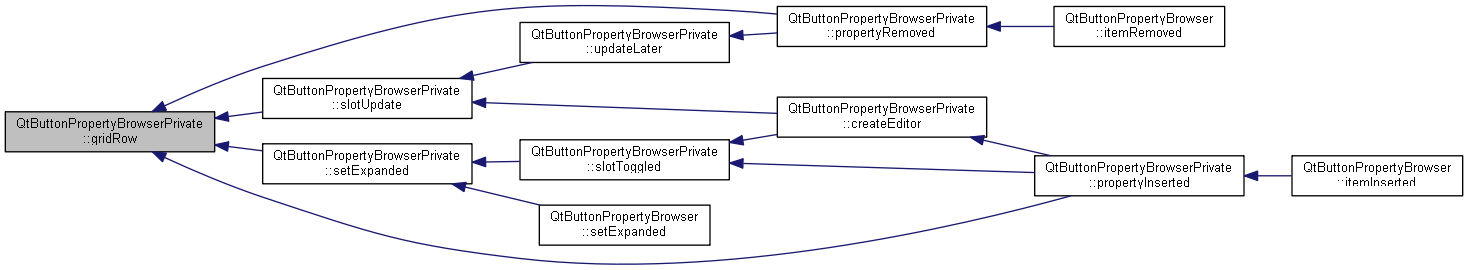 QtButtonPropertyBrowserPrivate
::propertyRemoved
QtButtonPropertyBrowser
::itemRemoved
QtButtonPropertyBrowserPrivate
::updateLater
QtButtonPropertyBrowserPrivate
::slotUpdate
QtButtonPropertyBrowserPrivate
::createEditor
QtButtonPropertyBrowserPrivate
::gridRow
QtButtonPropertyBrowserPrivate
::setExpanded
QtButtonPropertyBrowserPrivate
::slotToggled
QtButtonPropertyBrowserPrivate
::propertyInserted
QtButtonPropertyBrowser
::itemInserted
QtButtonPropertyBrowser
::setExpanded